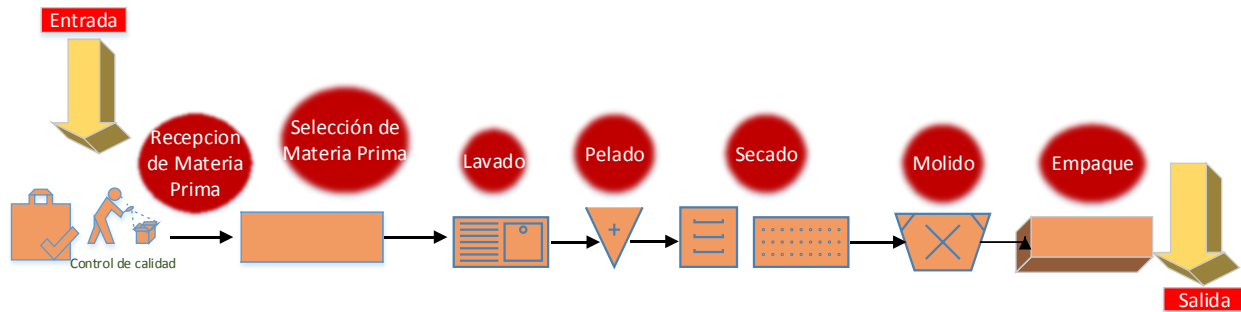 Entrada
Recepcion
de Materia
Prima
Selección de
Materia Prima
Lavado
Pelado
Secado
Molido
Empaque
Control de calidad
Salida